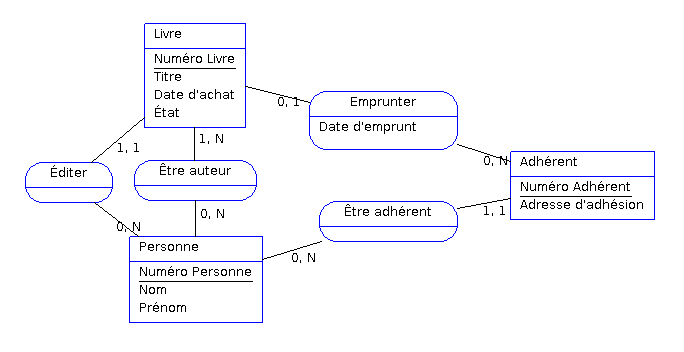 Livre
Numéro Livre
Titre
Date d'achat
État
0, 1
Emprunter
Date d'emprunt
1, 1
1, N
0, N
Adhérent
Numéro Adhérent
Adresse d'adhésion
Éditer
Être auteur
0, N
0, N
Être adhérent
1, 1
Personne
Numéro Personne
Nom
Prénom
0, N